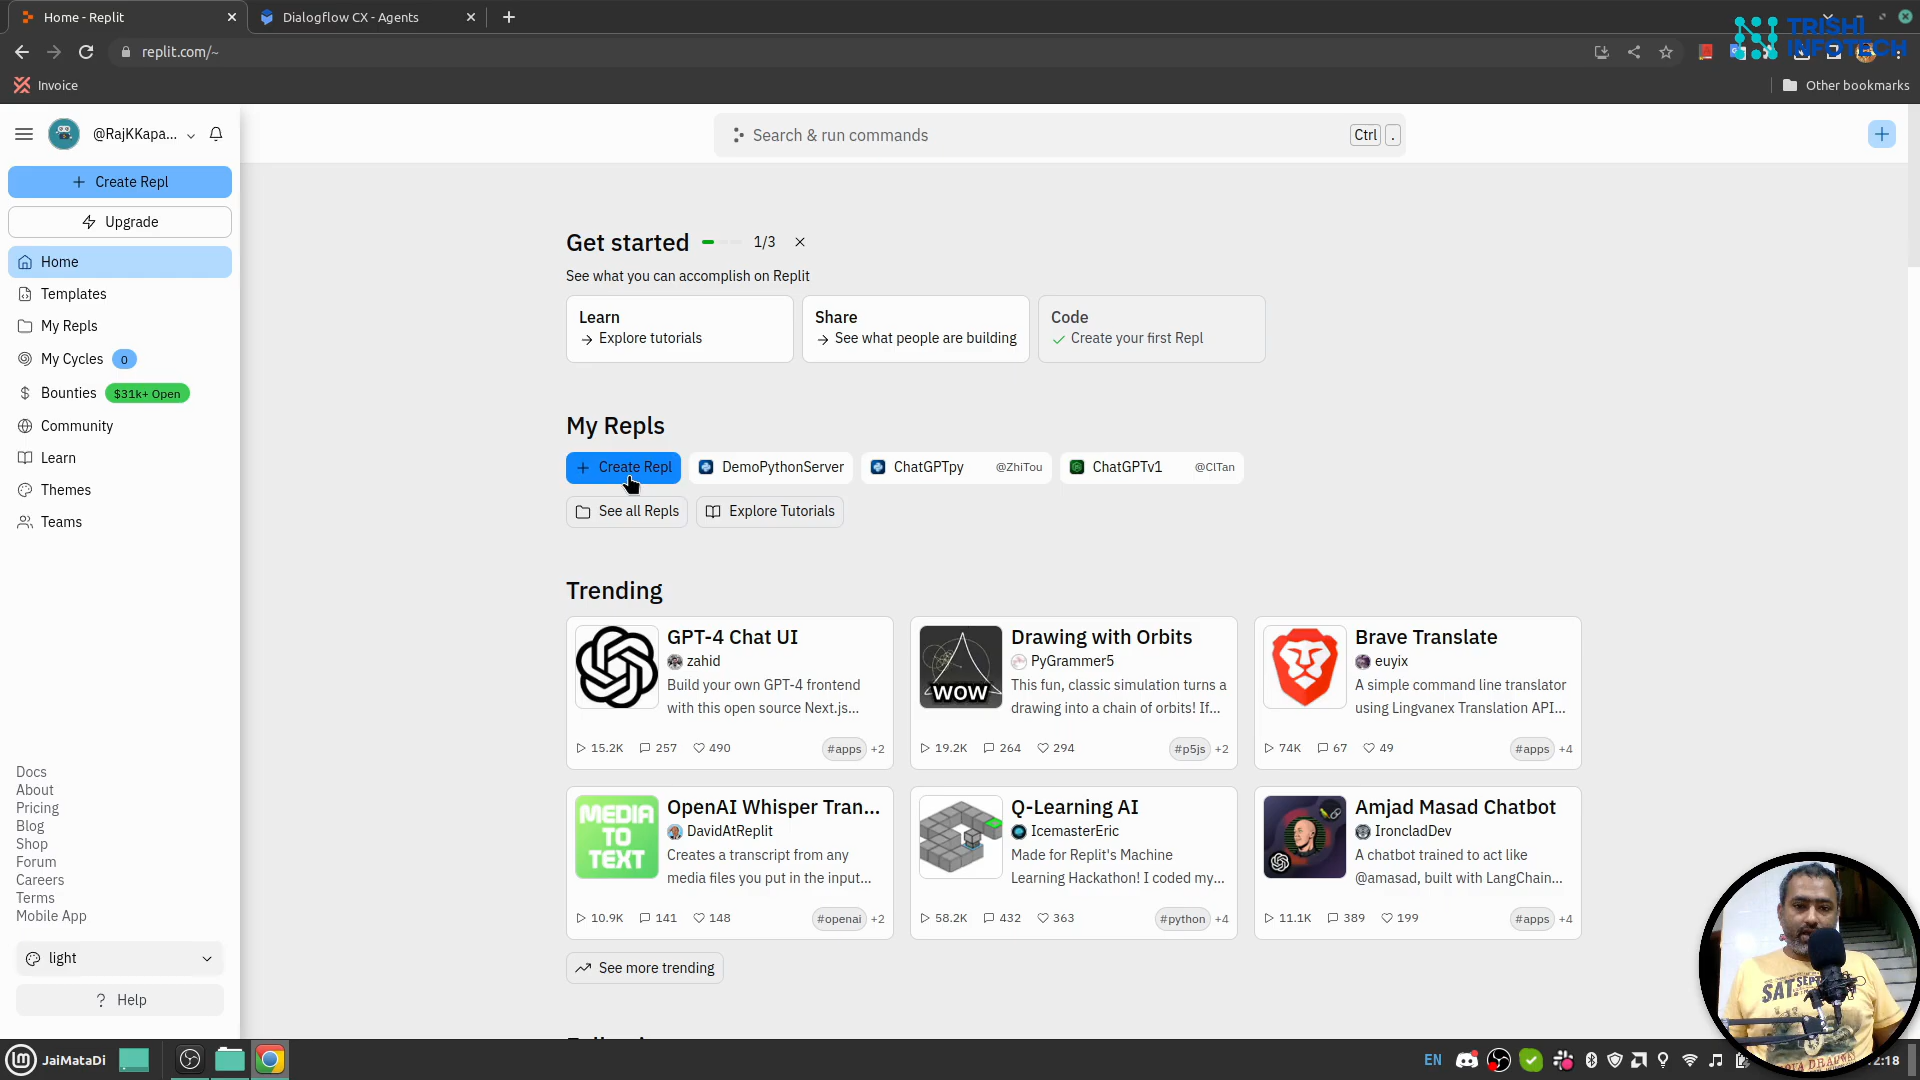 Home - Replit
Dialogflow CX - Agents
replit.com/~
TRISHI
INFOTECH
Invoice
Other bookmarks
@RajKKapa...
Search & run commands
Ctrl .
Create Repl
Upgrade
Home
Templates
My Repls
My Cycles 0
Bounties $31k+ Open
Community
Learn
Themes
Teams
Docs
About
Pricing
Blog
Shop
Forum
Careers
Terms
Mobile App
light
? Help
Get started 1/3
See what you can accomplish on Replit
Learn
Explore tutorials
Share
See what people are building
Code
Create your first Repl
My Repls
Create Repl
DemoPythonServer
ChatGPTpy @ZhiTou
ChatGPTv1 @ClTan
See all Repls
Explore Tutorials
Trending
GPT-4 Chat UI
zahid
Build your own GPT-4 frontend
with this open source Next.js...
15.2K 257 490 #apps +2
Drawing with Orbits
WOW
PyGrammer5
This fun, classic simulation turns a
drawing into a chain of orbits! If...
19.2K 264 294 #p5js +2
Brave Translate
euyix
A simple command line translator
using Lingvanex Translation API...
74K 67 49 #apps +4
MEDIA
TO
TEXT
OpenAI Whisper Tran...
DavidAtReplit
Creates a transcript from any
media files you put in the input...
10.9K 141 148 #openai +2
Q-Learning AI
IcemasterEric
Made for Replit's Machine
Learning Hackathon! I coded my...
58.2K 432 363 #python +4
Amjad Masad Chatbot
IroncladDev
A chatbot trained to act like
@amasad, built with LangChain...
11.1K 389 199 #apps +4
See more trending
JaiMataDi
EN
2:18